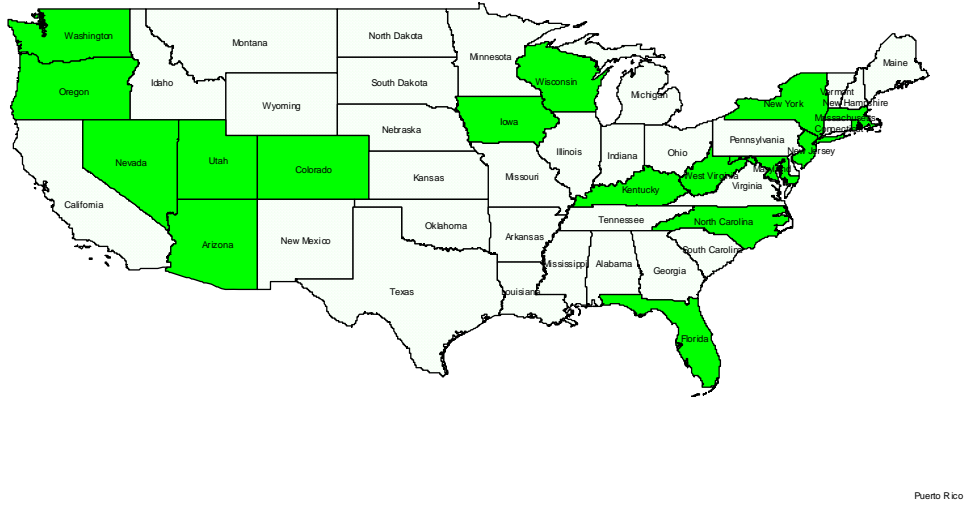 Washington
Montana
North Dakota
Minnesota
Maine
Oregon
Idaho
South Dakota
Wisconsin
Michigan
Vermont
New Hampshire
Wyoming
New York
Massachusetts
Connecticut
Iowa
Nebraska
Pennsylvania
New Jersey
Nevada
Utah
Colorado
Illinois
Indiana
Ohio
Maryland
Kansas
Missouri
West Virginia
Virginia
Kentucky
California
Arizona
New Mexico
Oklahoma
Arkansas
Tennessee
North Carolina
South Carolina
Mississippi
Alabama
Georgia
Texas
Louisiana
Florida
Puerto Rico